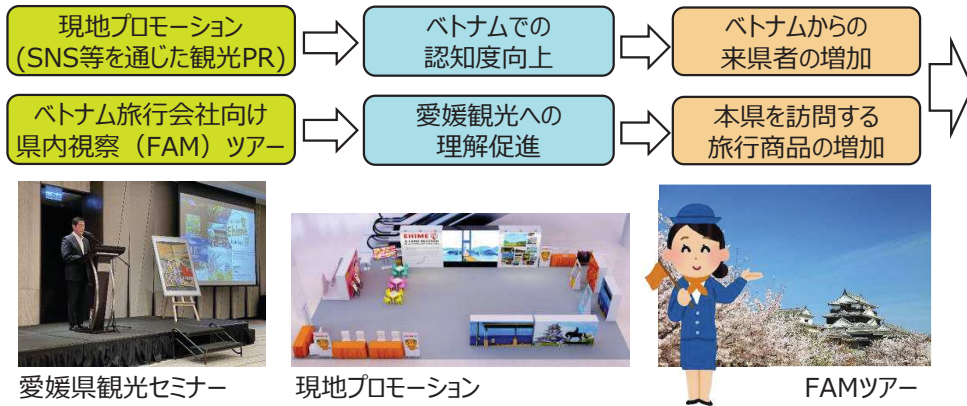 現地プロモーション
(SNS等を通じた観光PR)
ベトナムでの
認知度向上
ベトナムからの
来県者の増加
ベトナム旅行会社向け
県内視察（FAM）ツアー
愛媛観光への
理解促進
本県を訪問する
旅行商品の増加
EHIME
愛媛県観光セミナー
現地プロモーション
FAMツアー